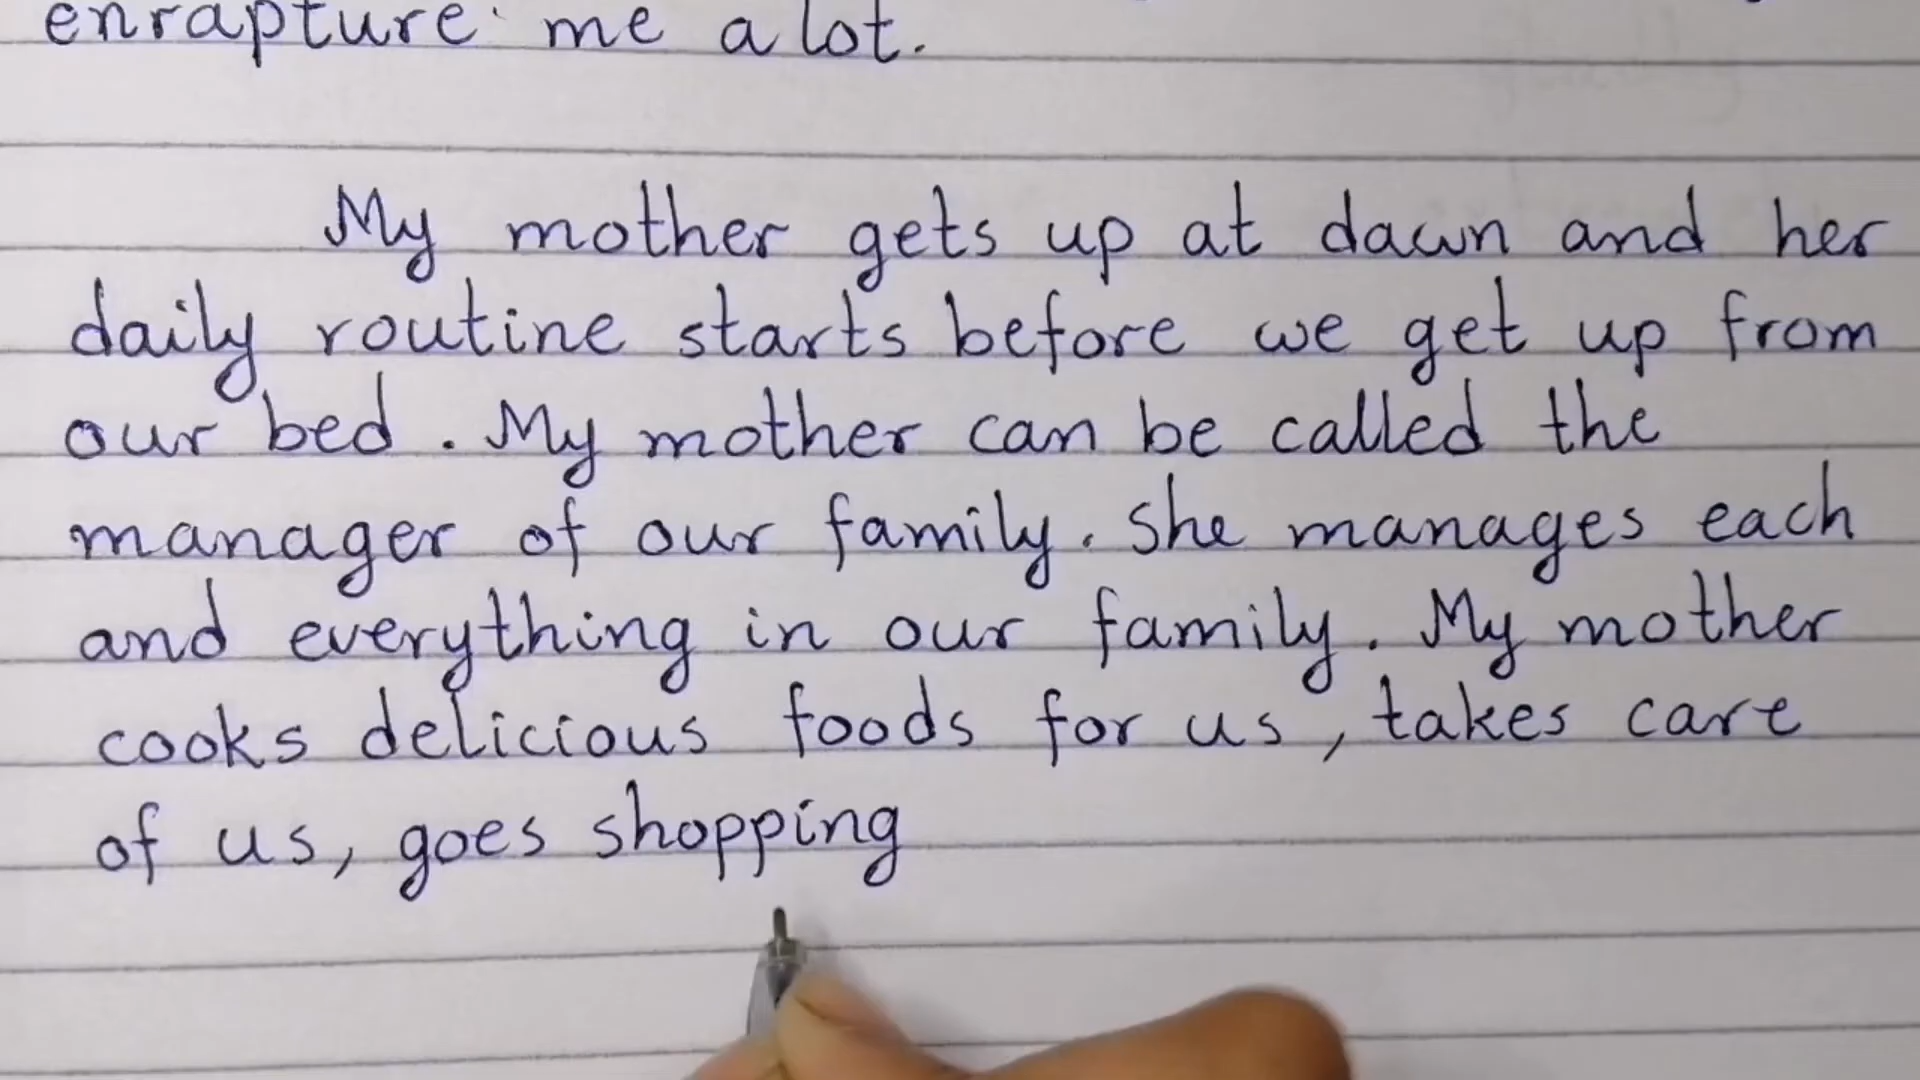 enrapture me a lot.
My mother gets up at dawn and her
daily routine starts before we get up from
our bed. My mother can be called the
manager of our family. She manages each
and everything in our family. My mother
cooks delicious foods for us, takes care
of us, goes shopping